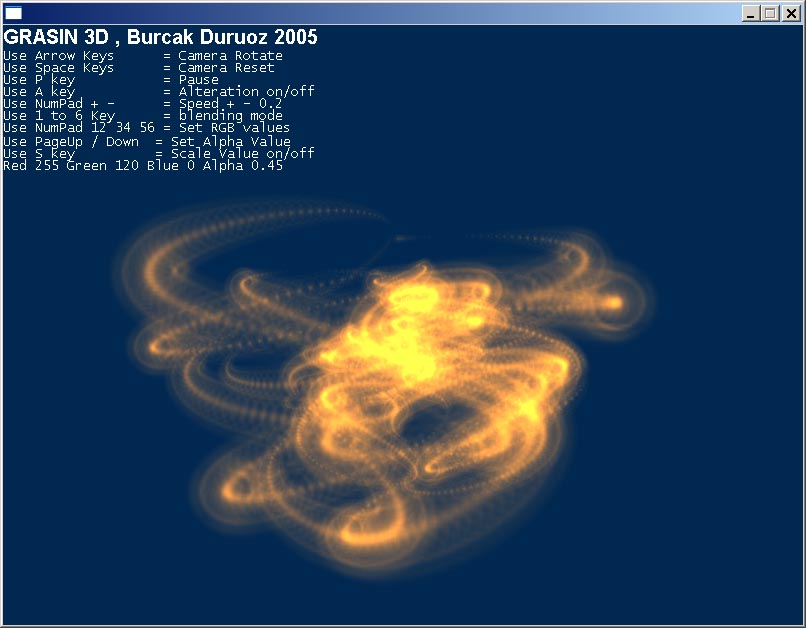 GRASIN 3D , Burcak Duruoz 2005
Use Arrow Keys      = Camera Rotate
Use Space Keys      = Camera Reset
Use P key           = Pause
Use A key           = Alteration on/off
Use NumPad + -      = Speed + - 0.2
Use 1 to 6 Key      = blending mode
Use NumPad 12 34 56 = Set RGB values
Use PageUp / Down  = Set Alpha Value
Use S key          = Scale Value on/off
Red 255 Green 120 Blue 0 Alpha 0.45